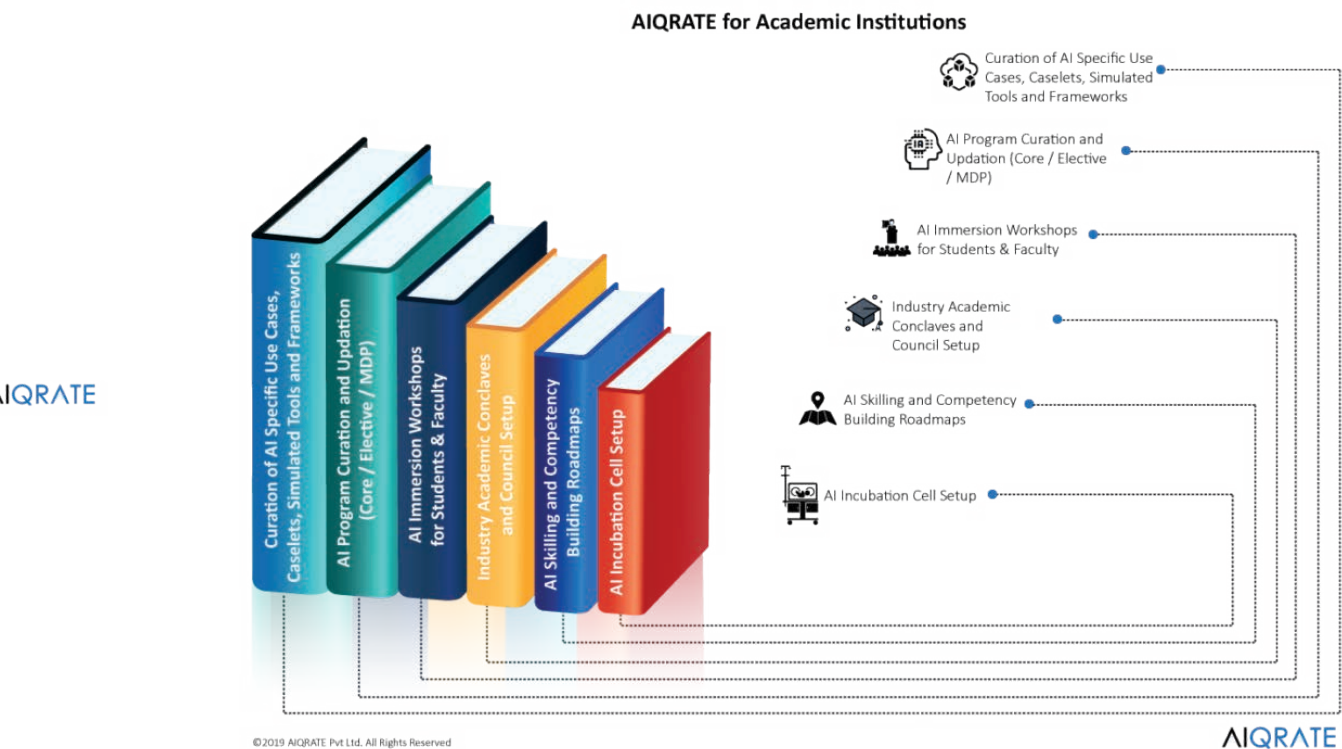 AIQRATE for Academic Institutions
Curation of AI Specific Use
Cases, Caselets, Simulated
Tools and Frameworks
IA
AI Program Curation and
Updation (Core / Elective
/ MDP)
AI Immersion Workshops
for Students & Faculty
Industry Academic
Conclaves and
Council Setup
AI Skilling and Competency
Building Roadmaps
AI Incubation Cell Setup
Curation of AI Specific Use Cases,
Caselets, Simulated Tools and Frameworks
AI Program Curation and Updation
(Core / Elective / MDP)
AI Immersion Workshops
for Students & Faculty
Industry Academic Conclaves
and Council Setup
AI Skilling and Competency
Building Roadmaps
AI Incubation Cell Setup
AIQRATE
©2019 AIQRATE Pvt Ltd. All Rights Reserved
AIQRATE